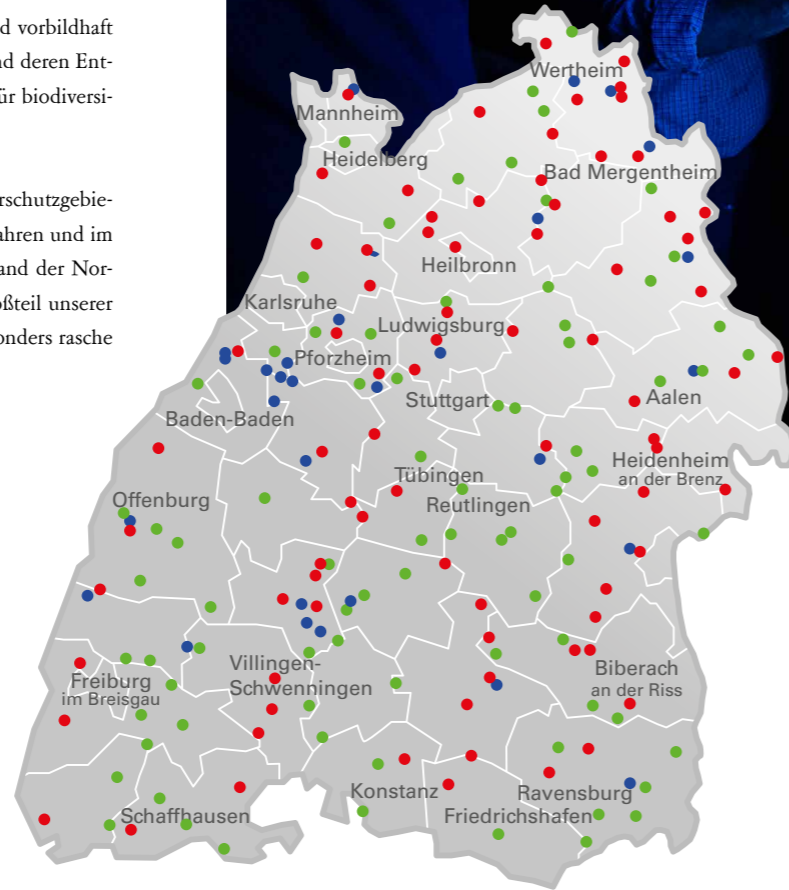 d vorbildhaft
nd deren Ent-
ür biodiversi-
rschutzgebie-
ahren und im
and der Nor-
oßteil unserer
onders rasche
Wertheim
Mannheim
Heidelberg
Bad Mergentheim
Heilbronn
Karlsruhe
Ludwigsburg
Pforzheim
Stuttgart
Aalen
Baden-Baden
Heidenheim
an der Brenz
Tübingen
Offenburg
Reutlingen
Villingen-
Schwenningen
Biberach
an der Riss
Freiburg
im Breisgau
Konstanz
Ravensburg
Schaffhausen
Friedrichshafen